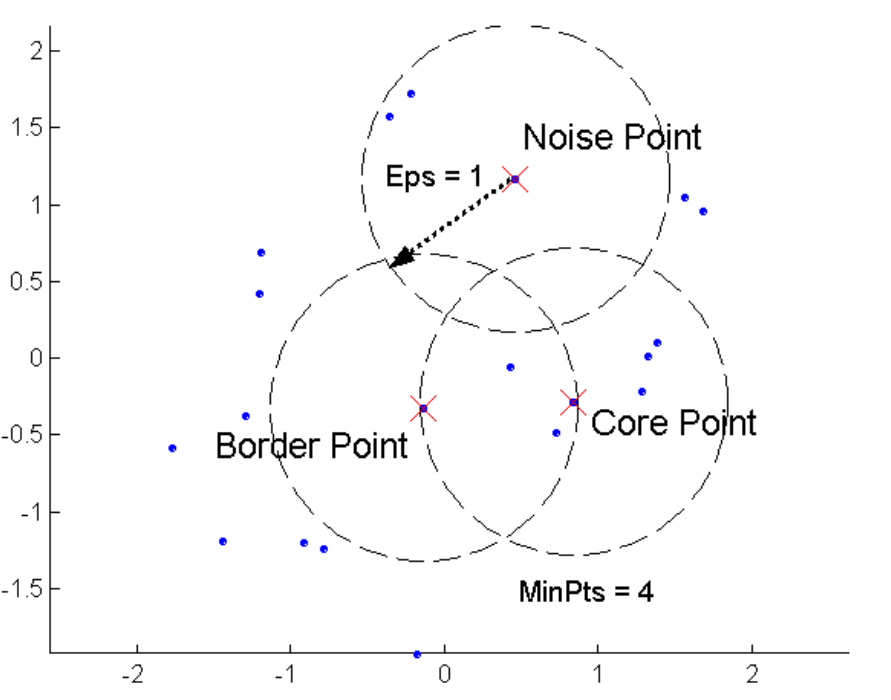 2
Noise Point
1.5
Eps = 1
1
0.5
0
Core Point
-0.5
Border Point
-1
MinPts = 4
-1.5
-2 -1 0 1 2